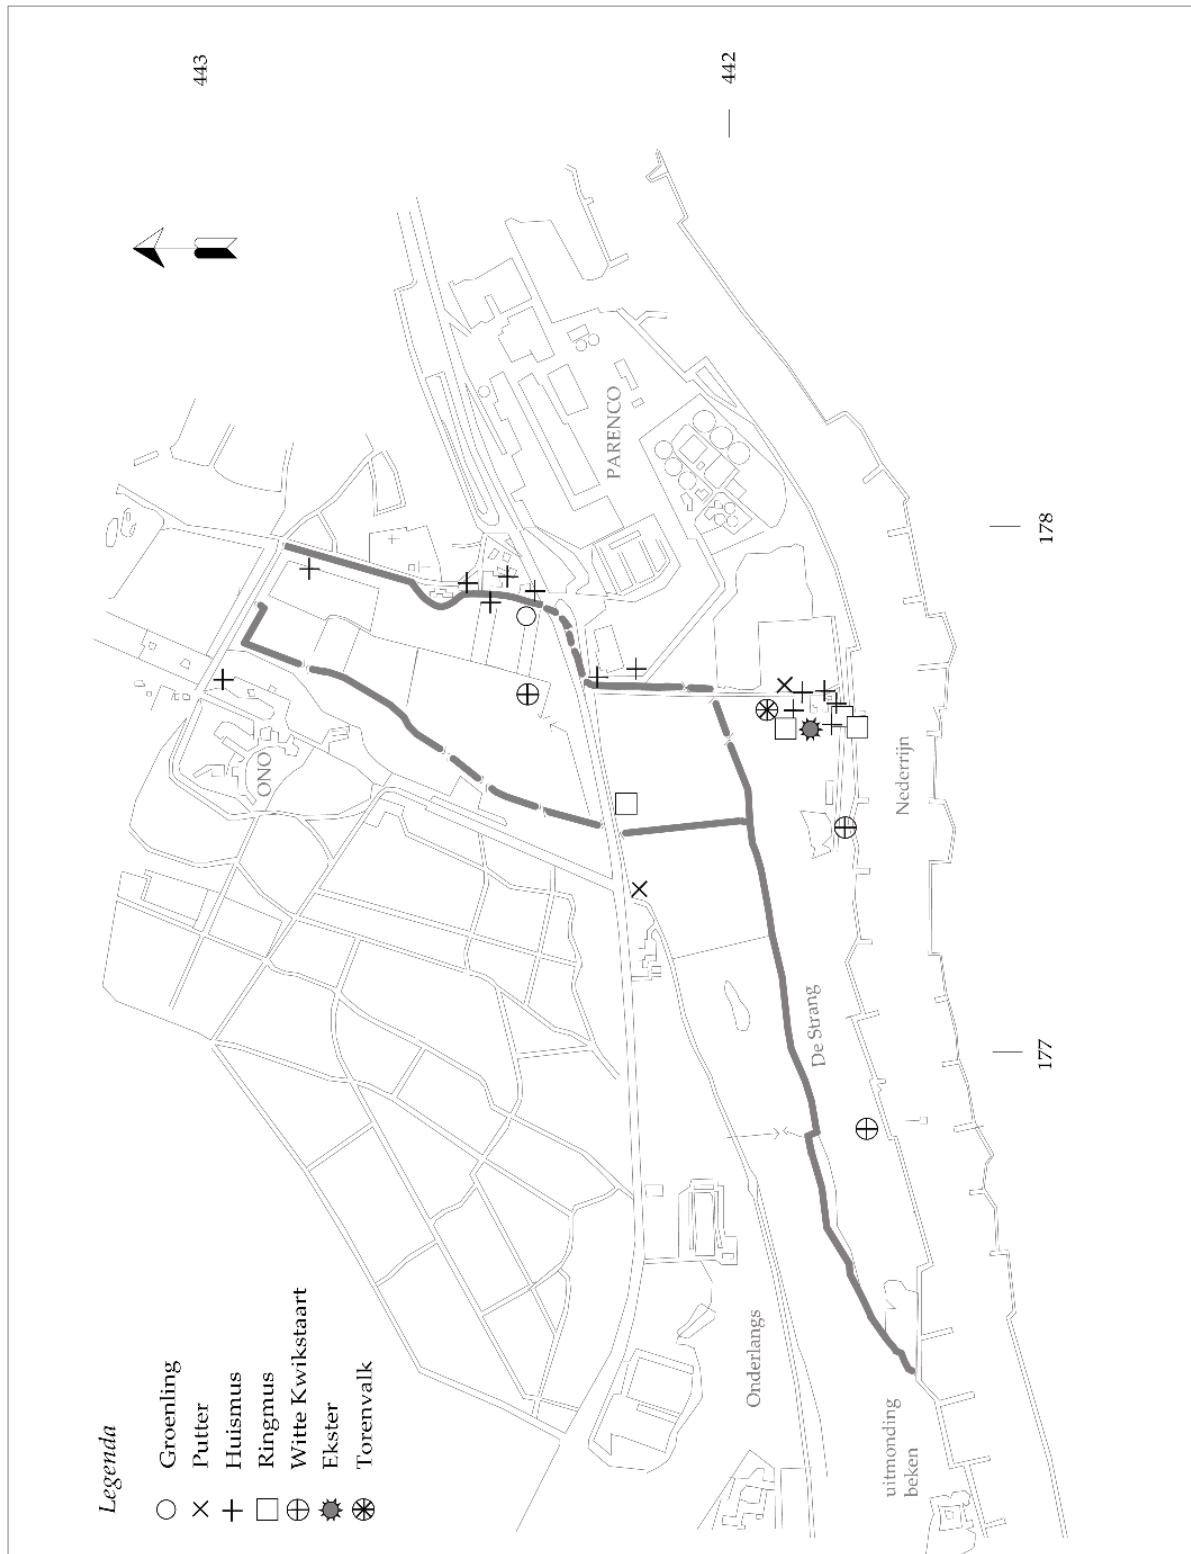 Legenda
Groenling
Putter
Huismus
Ringmus
Witte Kwikstaart
Ekster
Torenvalk
443
442
178
177
PARENCO
ONO
Nederrijn
De Strang
Onderlangs
uitmonding
beken